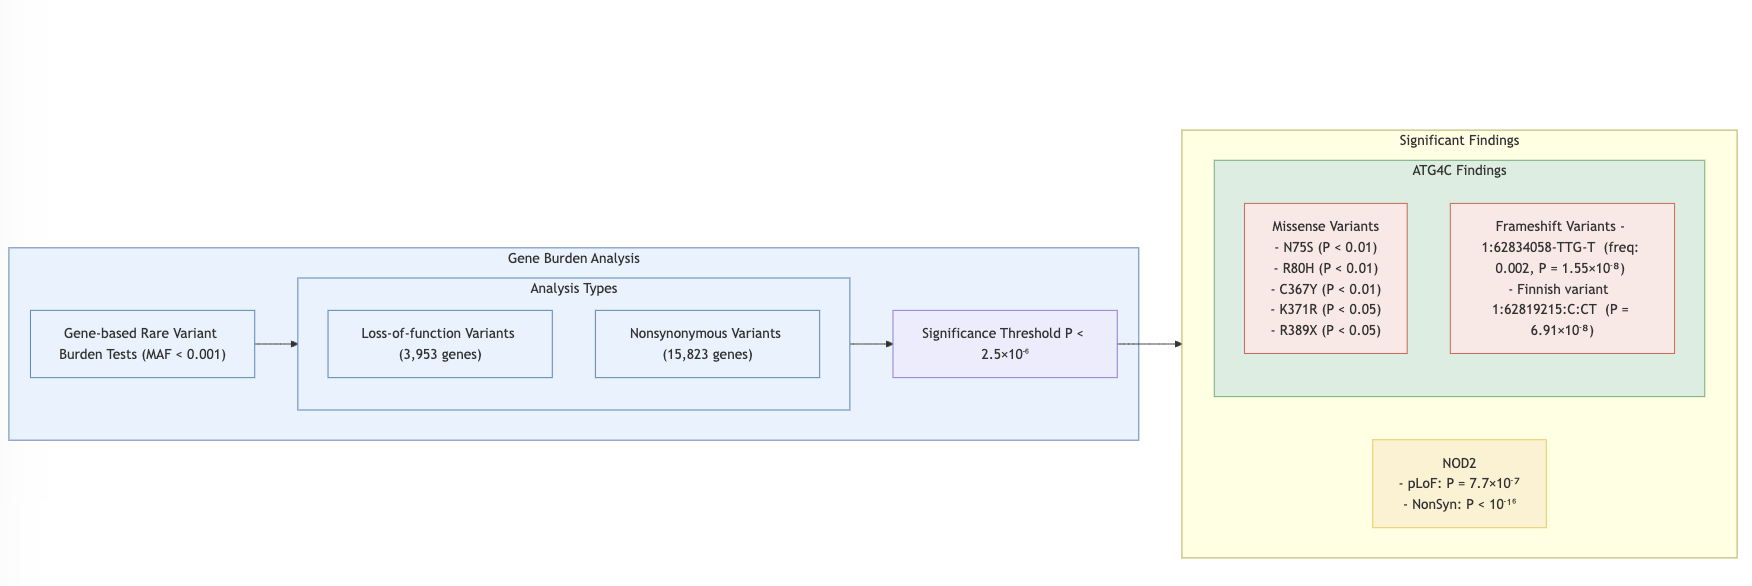 Gene Burden Analysis
Analysis Types
Gene-based Rare Variant
Burden Tests (MAF < 0.001)
Loss-of-function Variants
(3,953 genes)
Nonsynonymous Variants
(15,823 genes)
Significance Threshold P <
2.5×10⁻⁶
Significant Findings
ATG4C Findings
Missense Variants
- N75S (P < 0.01)
- R80H (P < 0.01)
- C367Y (P < 0.01)
- K371R (P < 0.05)
- R389X (P < 0.05)
Frameshift Variants -
1:62834058-TTG-T (freq:
0.002, P = 1.55×10⁻⁸)
- Finnish variant
1:62819215:C:CT (P =
6.91×10⁻⁸)
NOD2
- pLoF: P = 7.7×10⁻⁷
- NonSyn: P < 10⁻¹⁶